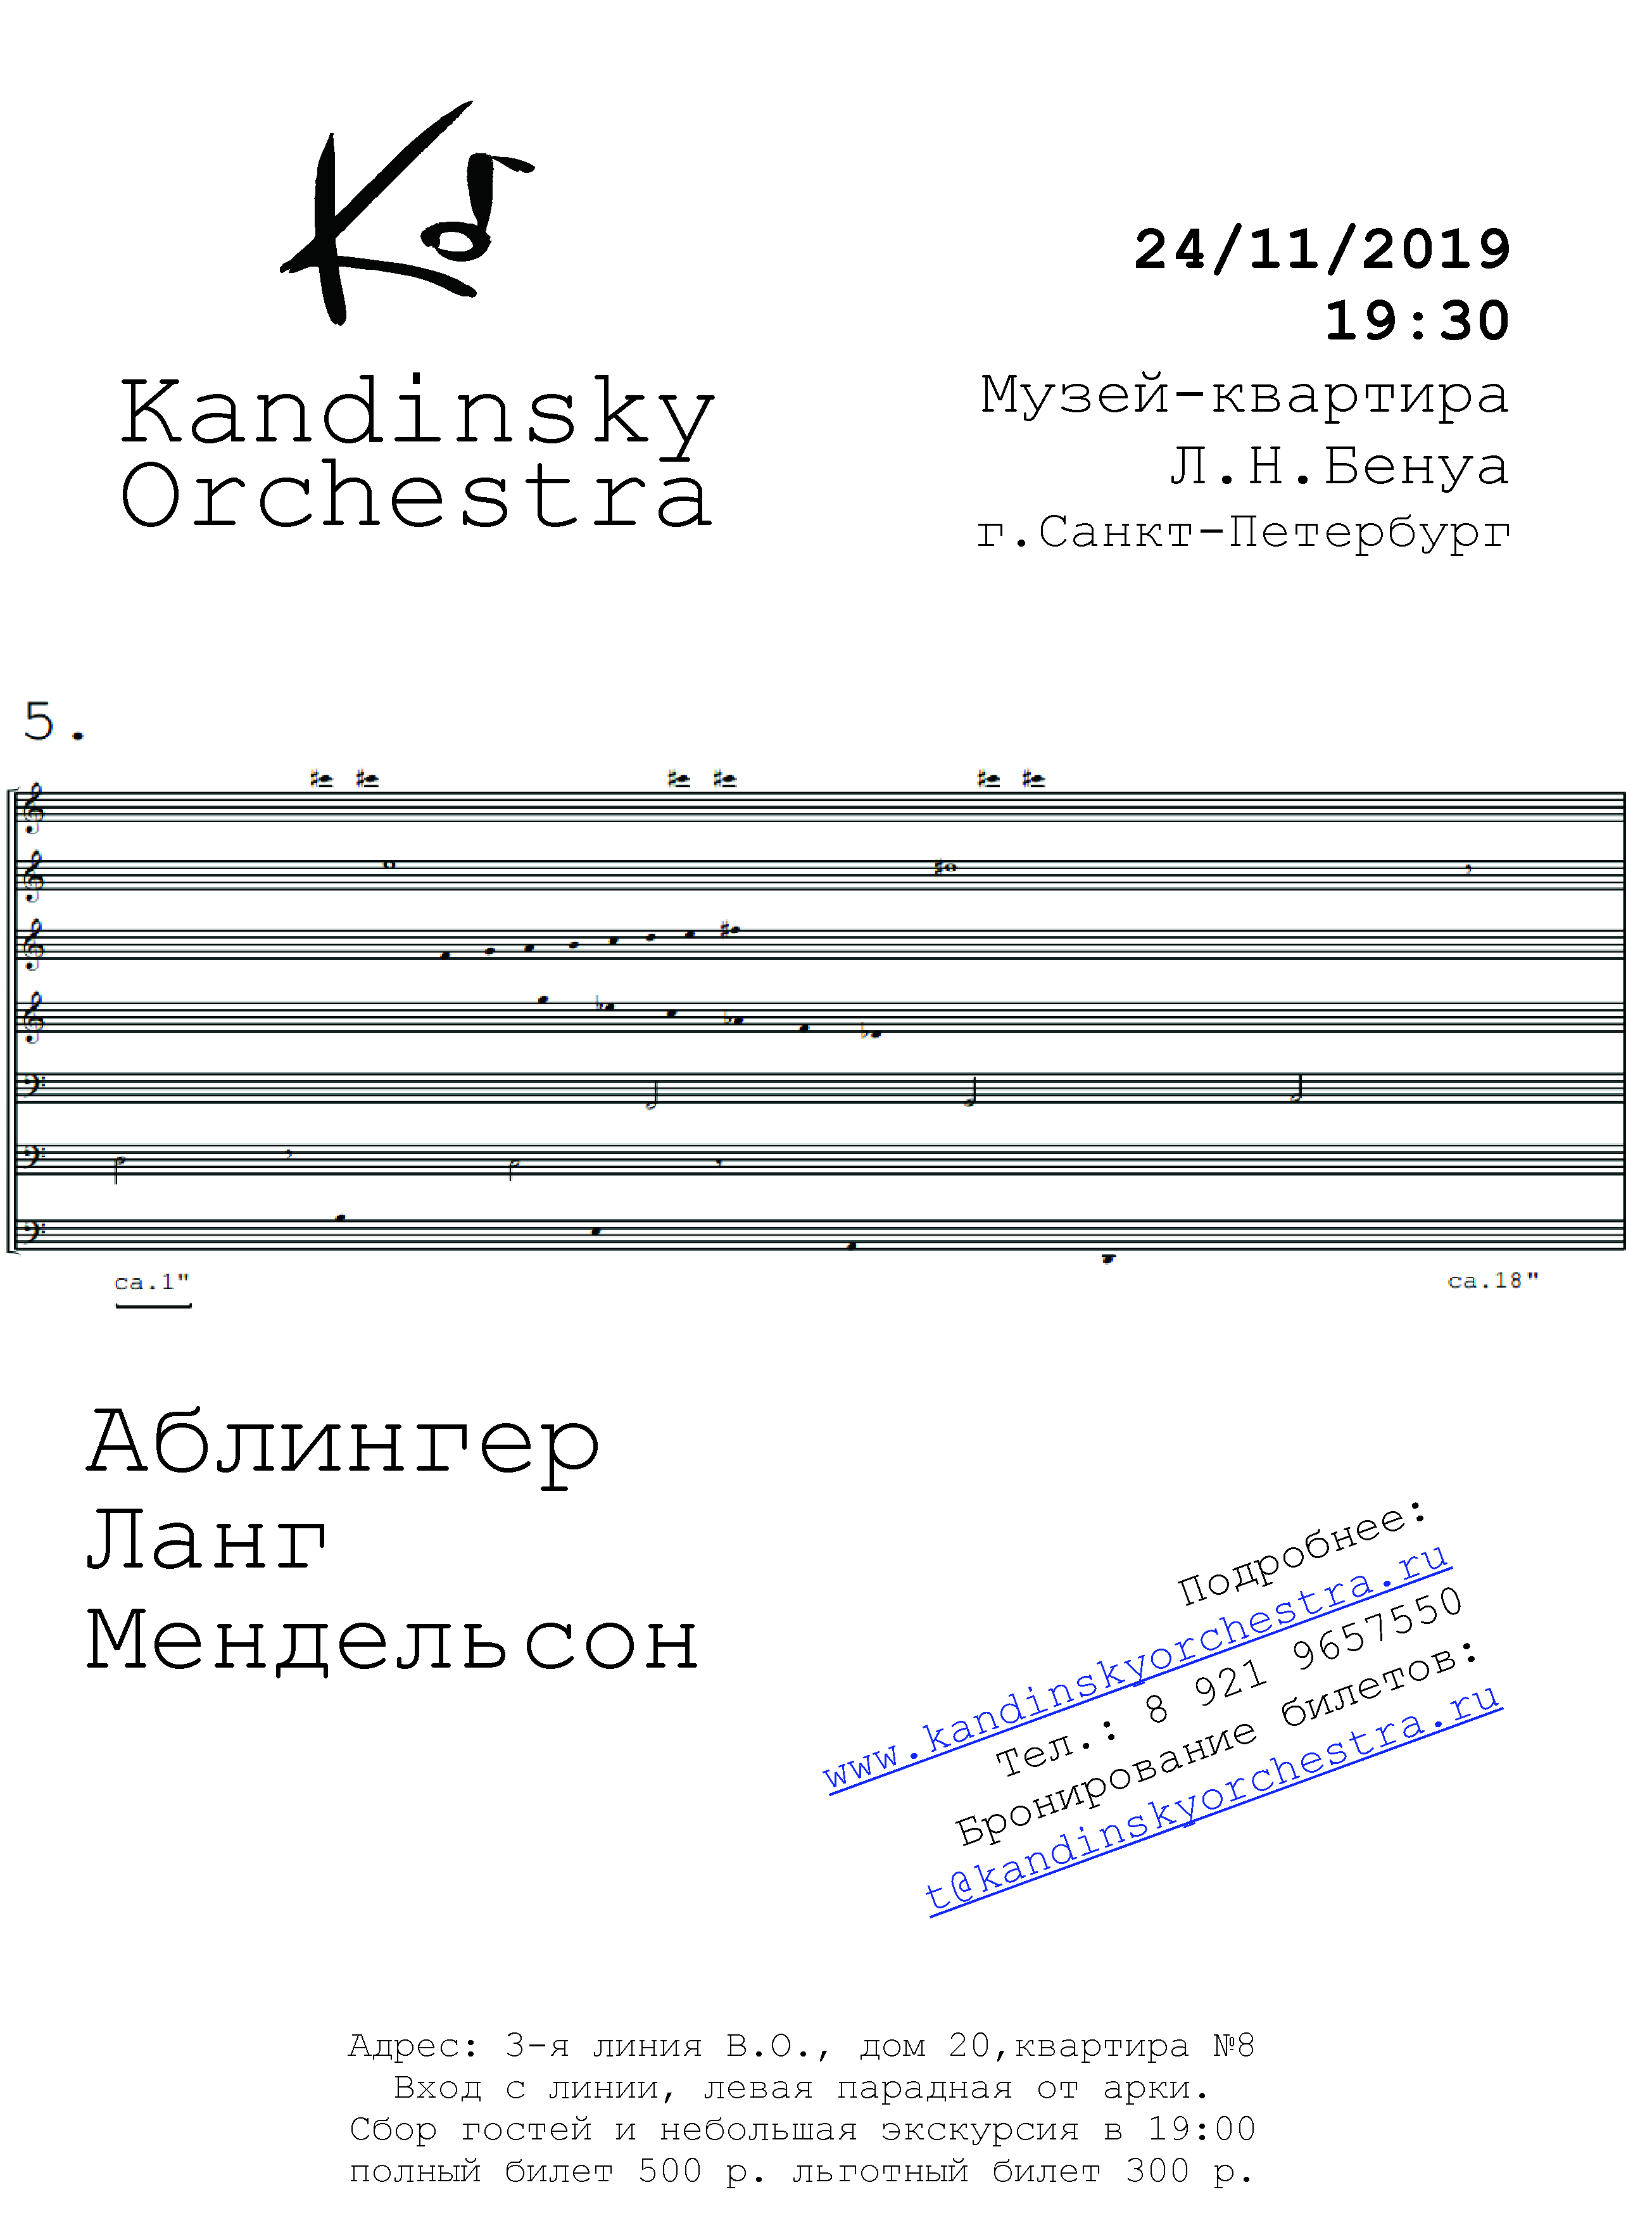 Kandinsky
Orchestra
24/11/2019
19:30
Музей-квартира
Л.Н.Бенуа
г.Санкт-Петербург
5.
ca.1"
ca.18"
Аблингер
Ланг
Мендельсон
Подробнее:
www.kandinskyorchestra.ru
Тел.: 8 921 9657550
Бронирование билетов:
t@kandinskyorchestra.ru
Адрес: 3-я линия В.О., дом 20,квартира №8
Вход с линии, левая парадная от арки.
Сбор гостей и небольшая экскурсия в 19:00
полный билет 500 р. льготный билет 300 р.